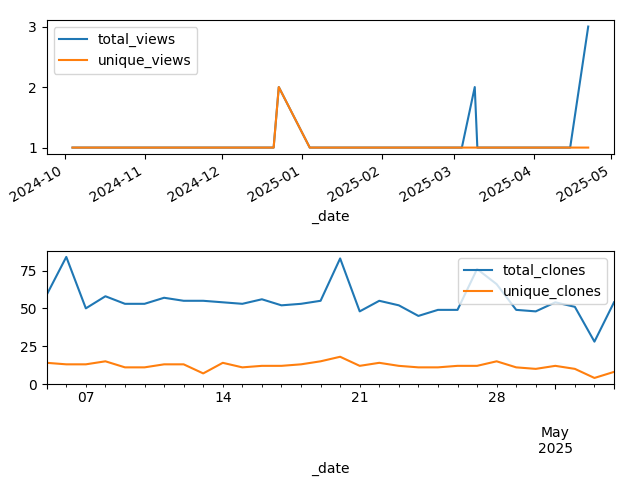 3
2
1
total_views
unique_views
2024-10
2024-11
2024-12
2025-01
2025-02
2025-03
2025-04
2025-05
_date
75
50
25
0
total_clones
unique_clones
07
14
21
28
May
2025
_date